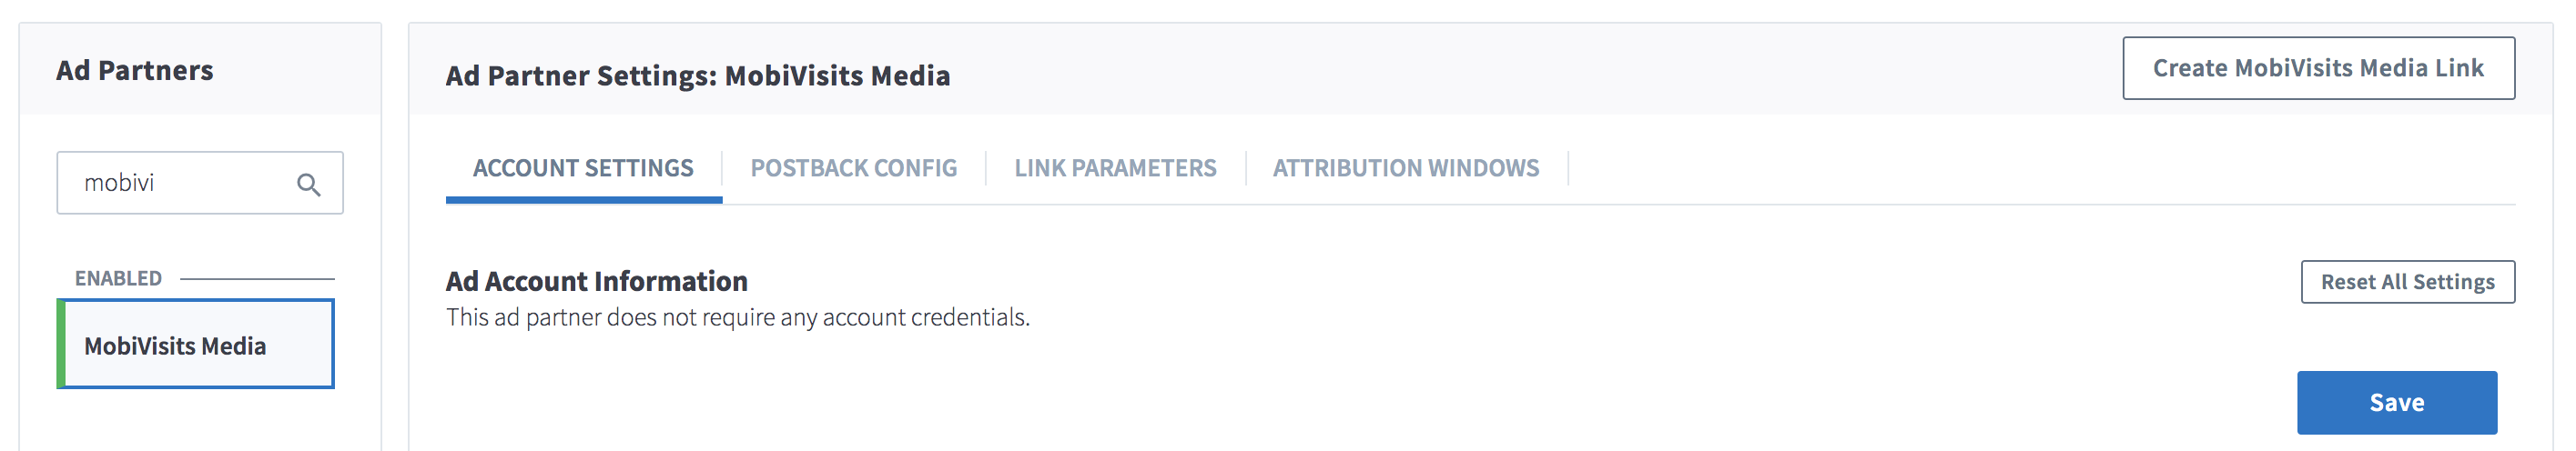 Ad Partners
mobivi
ENABLED
MobiVisits Media
Ad Partner Settings: MobiVisits Media
Create MobiVisits Media Link
ACCOUNT SETTINGS
POSTBACK CONFIG
LINK PARAMETERS
ATTRIBUTION WINDOWS
Ad Account Information
Reset All Settings
This ad partner does not require any account credentials.
Save